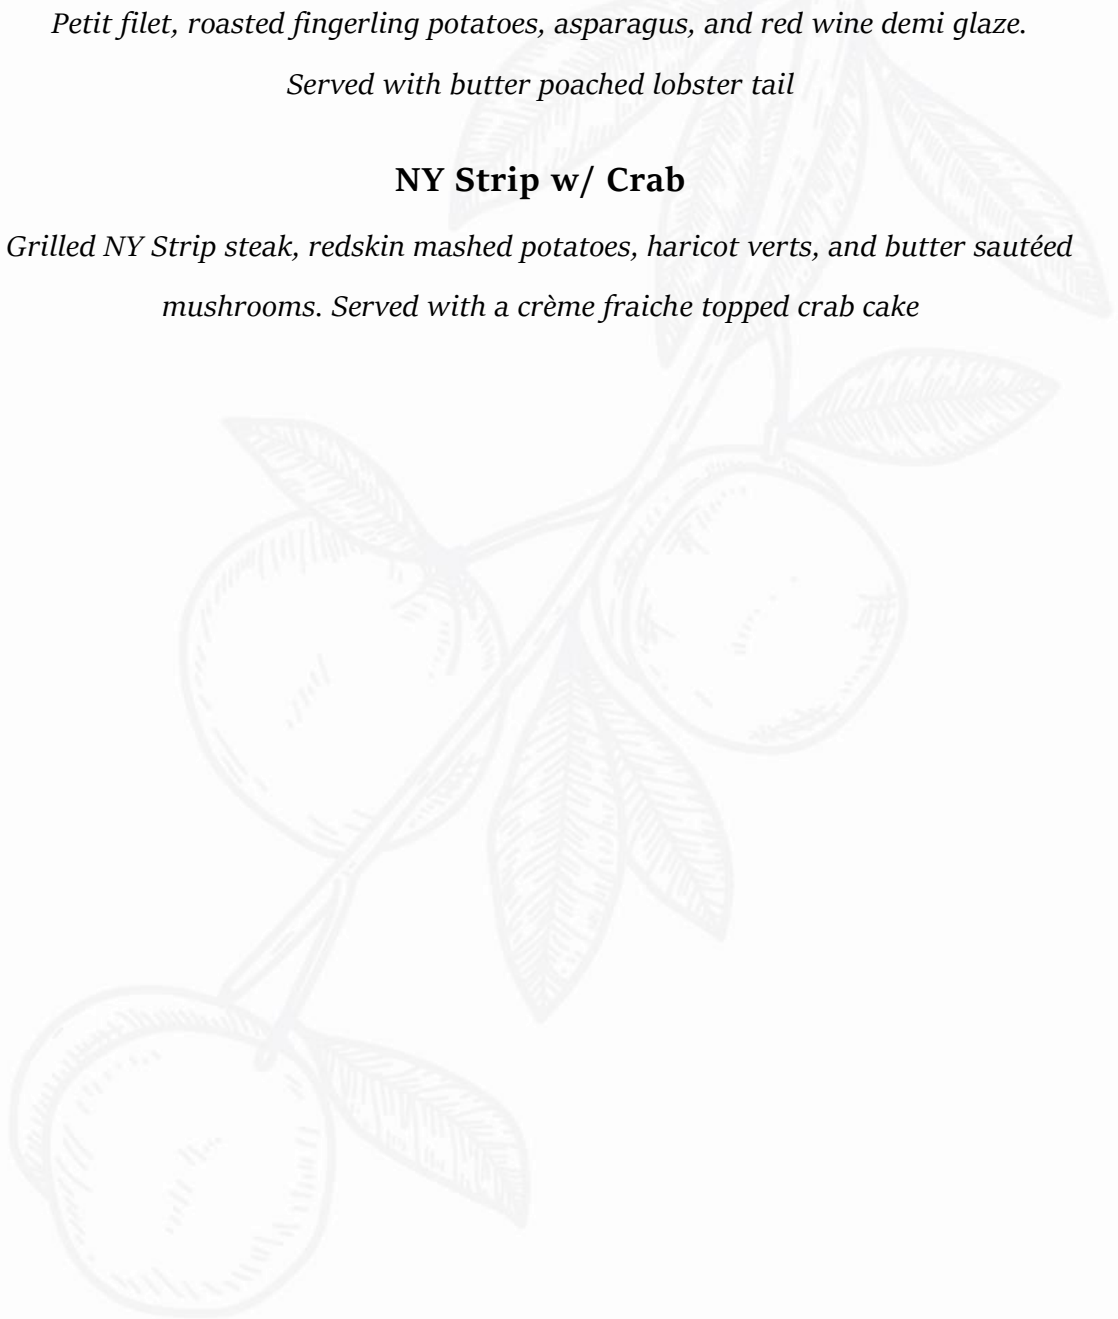 Petit filet, roasted fingerling potatoes, asparagus, and red wine demi glaze.
Served with butter poached lobster tail
NY Strip w/ Crab
Grilled NY Strip steak, redskin mashed potatoes, haricot verts, and butter sautéed
mushrooms. Served with a crème fraiche topped crab cake